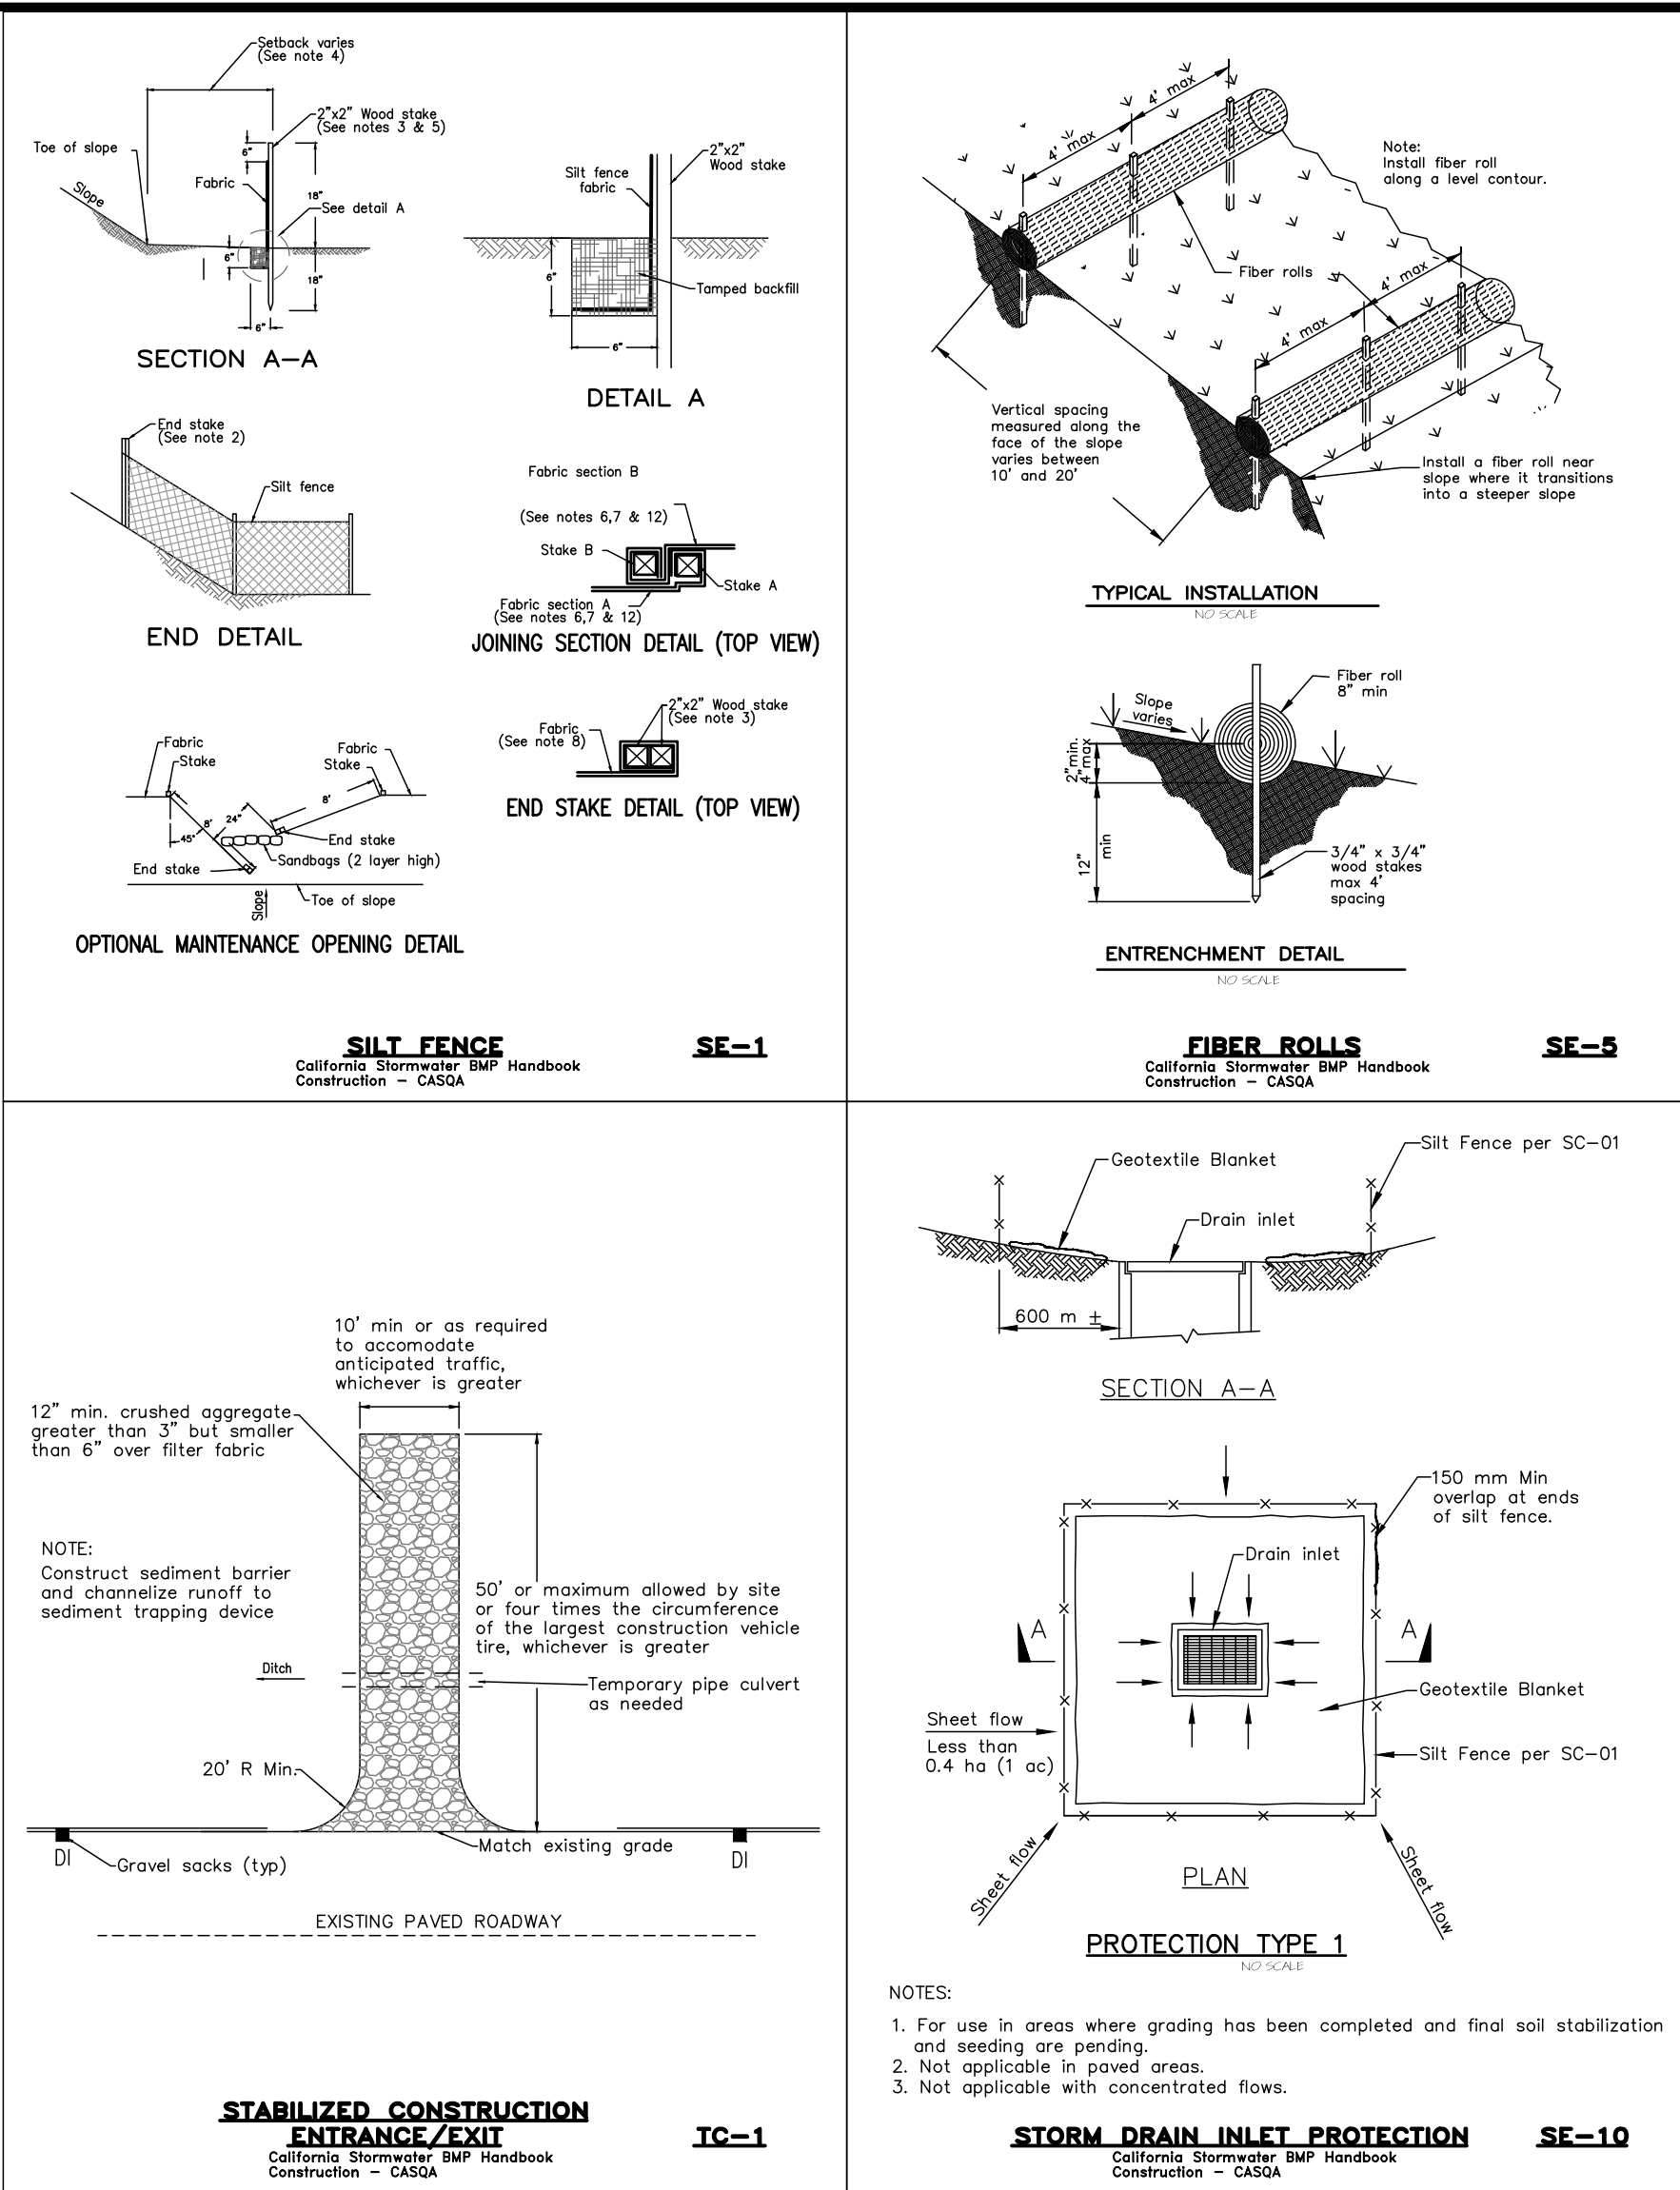 Setback varies
(See note 4)
2"x2" Wood stake
(See notes 3 & 5)
Toe of slope
6"
Slope
Fabric
18"
See detail A
6"
18"
6"
SECTION A-A
2"x2"
Wood stake
Silt fence
fabric
6"
Tamped backfill
6"
DETAIL A
End stake
(See note 2)
Silt fence
END DETAIL
Fabric section B
(See notes 6,7 & 12)
Stake B
Stake A
Fabric section A
(See notes 6,7 & 12)
JOINING SECTION DETAIL (TOP VIEW)
Fabric
Stake
Fabric
Stake
8'
8'
24"
45°
End stake
Sandbags (2 layer high)
End stake
Slope
Toe of slope
OPTIONAL MAINTENANCE OPENING DETAIL
2"x2" Wood stake
(See note 3)
Fabric
(See note 8)
END STAKE DETAIL (TOP VIEW)
SILT FENCE
SE-1
California Stormwater BMP Handbook
Construction - CASQA
4' max
4' max
Note:
Install fiber roll
along a level contour.
Fiber rolls
4' max
4' max
Vertical spacing
measured along the
face of the slope
varies between
10' and 20'
Install a fiber roll near
slope where it transitions
into a steeper slope
TYPICAL INSTALLATION
NO SCALE
Fiber roll
8" min
Slope
varies
2"min.
4"max
12"
min
3/4" x 3/4"
wood stakes
max 4'
spacing
ENTRENCHMENT DETAIL
NO SCALE
FIBER ROLLS
SE-5
California Stormwater BMP Handbook
Construction - CASQA
10' min or as required
to accomodate
anticipated traffic,
whichever is greater
12" min. crushed aggregate
greater than 3" but smaller
than 6" over filter fabric
NOTE:
Construct sediment barrier
and channelize runoff to
sediment trapping device
50' or maximum allowed by site
or four times the circumference
of the largest construction vehicle
tire, whichever is greater
Ditch
Temporary pipe culvert
as needed
20' R Min.
Match existing grade
DI
Gravel sacks (typ)
DI
EXISTING PAVED ROADWAY
STABILIZED CONSTRUCTION
ENTRANCE/EXIT
TC-1
California Stormwater BMP Handbook
Construction - CASQA
Silt Fence per SC-01
Geotextile Blanket
Drain inlet
600 m ±
SECTION A-A
150 mm Min
overlap at ends
of silt fence.
Drain inlet
A
A
Geotextile Blanket
Sheet flow
Less than
0.4 ha (1 ac)
Silt Fence per SC-01
Sheet flow
Sheet flow
PLAN
PROTECTION TYPE 1
NO SCALE
NOTES:
1. For use in areas where grading has been completed and final soil stabilization
and seeding are pending.
2. Not applicable in paved areas.
3. Not applicable with concentrated flows.
STORM DRAIN INLET PROTECTION
SE-10
California Stormwater BMP Handbook
Construction - CASQA